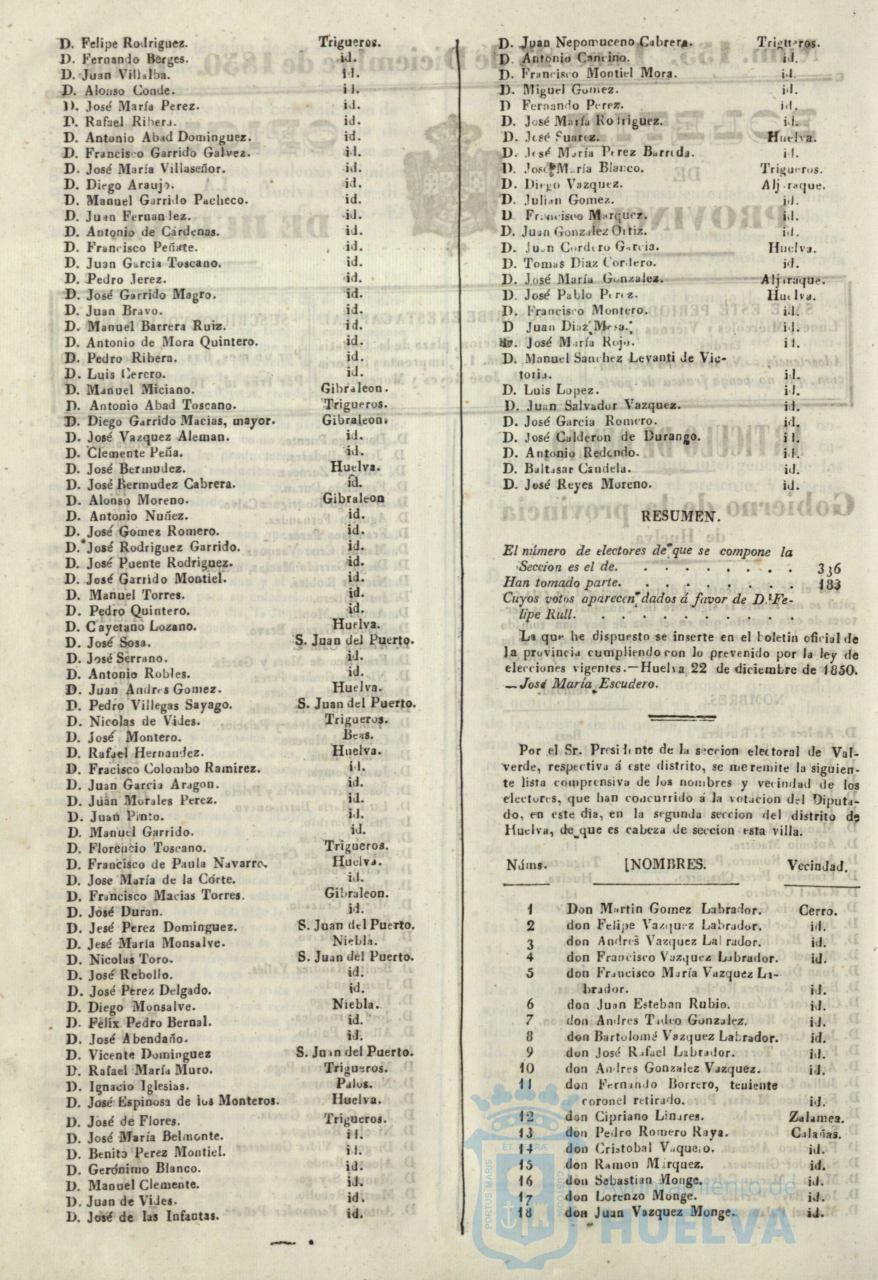 D. Felipe Rodriguez. Trigueros.
D. Fernando Borges. id.
D. Juan Villalba. id.
D. Alonso Conde. id.
D. José María Perez. id.
D. Rafael Ribera. id.
D. Antonio Abad Dominguez. id.
D. Francisco Garrido Galvez. id.
D. José María Villaseñor. id.
D. Diego Araujo. id.
D. Manuel Garrido Pacheco. id.
D. Juan Fernandez. id.
D. Antonio de Cárdenas. id.
D. Francisco Peñate. id.
D. Juan Garcia Toscano. id.
D. Pedro Jerez. id.
D. José Garrido Magro. id.
D. Juan Bravo. id.
D. Manuel Barrera Ruiz. id.
D. Antonio de Mora Quintero. id.
D. Pedro Ribera. id.
D. Luis Cerero. id.
D. Manuel Miciano. Gibraleon.
D. Antonio Abad Toscano. Trigueros.
D. Diego Garrido Macias, mayor. Gibraleon.
D. José Vazquez Aleman. id.
D. Clemente Peña. id.
D. José Bermudez. Huelva.
D. José Bermudez Cabrera. id.
D. Alonso Moreno. Gibraleon
D. Antonio Nuñez. id.
D. José Gomez Romero. id.
D. José Rodriguez Garrido. id.
D. José Puente Rodriguez. id.
D. José Garrido Montiel. id.
D. Manuel Torres. id.
D. Pedro Quintero. id.
D. Cayetano Lozano. Huelva.
D. José Sosa. S. Juan del Puerto.
D. José Serrano. id.
D. Antonio Robles. id.
D. Juan Andres Gomez. Huelva.
D. Pedro Villegas Sayago. S. Juan del Puerto.
D. Nicolas de Vides. Trigueros.
D. José Montero. Beas.
D. Rafael Hernandez. Huelva.
D. Fracisco Colombo Ramirez. id.
D. Juan Garcia Aragon. id.
D. Juan Morales Perez. id.
D. Juan Pinto. id.
D. Manuel Garrido. id.
D. Florencio Toscano. Trigueros.
D. Francisco de Paula Navarro. Huelva.
D. Jose María de la Córte. id.
D. Francisco Macias Torres. Gibraleon.
D. José Duran. id.
D. José Perez Dominguez. S. Juan del Puerto.
D. José María Monsalve. Niebla.
D. Nicolas Toro. S. Juan del Puerto.
D. José Rebollo. id.
D. José Perez Delgado. id.
D. Diego Monsalve. Niebla.
D. Félix Pedro Bernal. id.
D. José Abendaño. id.
D. Vicente Dominguez S. Juan del Puerto.
D. Rafael María Muro. Trigueros.
D. Ignacio Iglesias. Palos.
D. José Espinosa de los Monteros. Huelva.
D. José de Flores. Trigueros.
D. José María Belmonte. id.
D. Benito Perez Montiel. id.
D. Gerónimo Blanco. id.
D. Manuel Clemente. id.
D. Juan de Vides. id.
D. José de las Infantas. id.
D. Juan Nepomuceno Cabrera. Trigueros.
D. Antonio Cancino. id.
D. Francisco Montiel Mora. id.
D. Miguel Gomez. id.
D Fernando Perez. id.
D. José María Rodriguez. id.
D. José Suarez. Huelva.
D. José María Perez Barreda. id.
D. José María Blanco. Trigueros.
D. Diego Vazquez. Aljaraque.
D. Julian Gomez. id.
D Francisco Marquez. id.
D. Juan Gonzalez Ortiz. id.
D. Juan Cordero Garcia. Huelva.
D. Tomas Diaz Cordero. id.
D. José María Gonzalez. Aljaraque.
D. José Pablo Perez. Huelva.
D. Francisco Montero. id.
D Juan Diaz Mesa. id.
José María Rojo. id.
D. Manuel Sanchez Levanti de Vic-
toria. id.
D. Luis Lopez. id.
D. Juan Salvador Vazquez. id.
D. José Garcia Romero. id.
D. José Calderon de Durango. id.
D. Antonio Redondo. id.
D. Baltasar Candela. id.
D. José Reyes Moreno. id.
RESUMEN.
El número de electores de que se compone la
Seccion es el de. . . . . . . . . 336
Han tomado parte. . . . . . . . . 183
Cuyos votos aparecen dados á favor de D. Fe-
lipe Rull. . . . . . . . . .
La que he dispuesto se inserte en el boletin oficial de
la provincia cumpliendo con lo prevenido por la ley de
elecciones vigentes.—Huelva 22 de diciembre de 1850.
—José María Escudero.
Por el Sr. Presidente de la seccion electoral de Val-
verde, respectiva á este distrito, se me remite la siguien-
te lista comprensiva de los nombres y vecindad de los
electores, que han concurrido á la votacion del Diputa-
do, en este dia, en la segunda seccion del distrito de
Huelva, de que es cabeza de seccion esta villa.
Núms. [NOMBRES. Vecindad.
1 Don Martin Gomez Labrador. Cerro.
2 don Felipe Vazquez Labrador. id.
3 don Andres Vazquez Labrador. id.
4 don Francisco Vazquez Labrador. id.
5 don Francisco María Vazquez La-
brador. id.
6 don Juan Esteban Rubio. id.
7 don Andres Tadeo Gonzalez. id.
8 don Bartolomé Vazquez Labrador. id.
9 don José Rafael Labrador. id.
10 don Andres Gonzalez Vazquez. id.
11 don Fernando Borrero, teniente
coronel retirado. id.
12 don Cipriano Linares. Zalamea.
13 don Pedro Romero Raya. Calañas.
14 don Cristobal Vaquero. id.
15 don Ramon Marquez. id.
16 don Sebastian Monge. id.
17 don Lorenzo Monge. id.
18 don Juan Vazquez Monge. id.
HUELVA